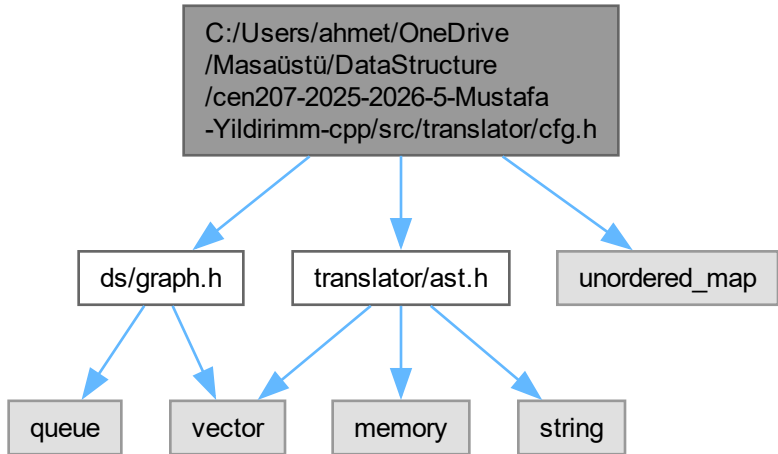 C:/Users/ahmet/OneDrive
/Masaüstü/DataStructure
/cen207-2025-2026-5-Mustafa
-Yildirimm-cpp/src/translator/cfg.h
ds/graph.h
translator/ast.h
unordered_map
queue
vector
memory
string